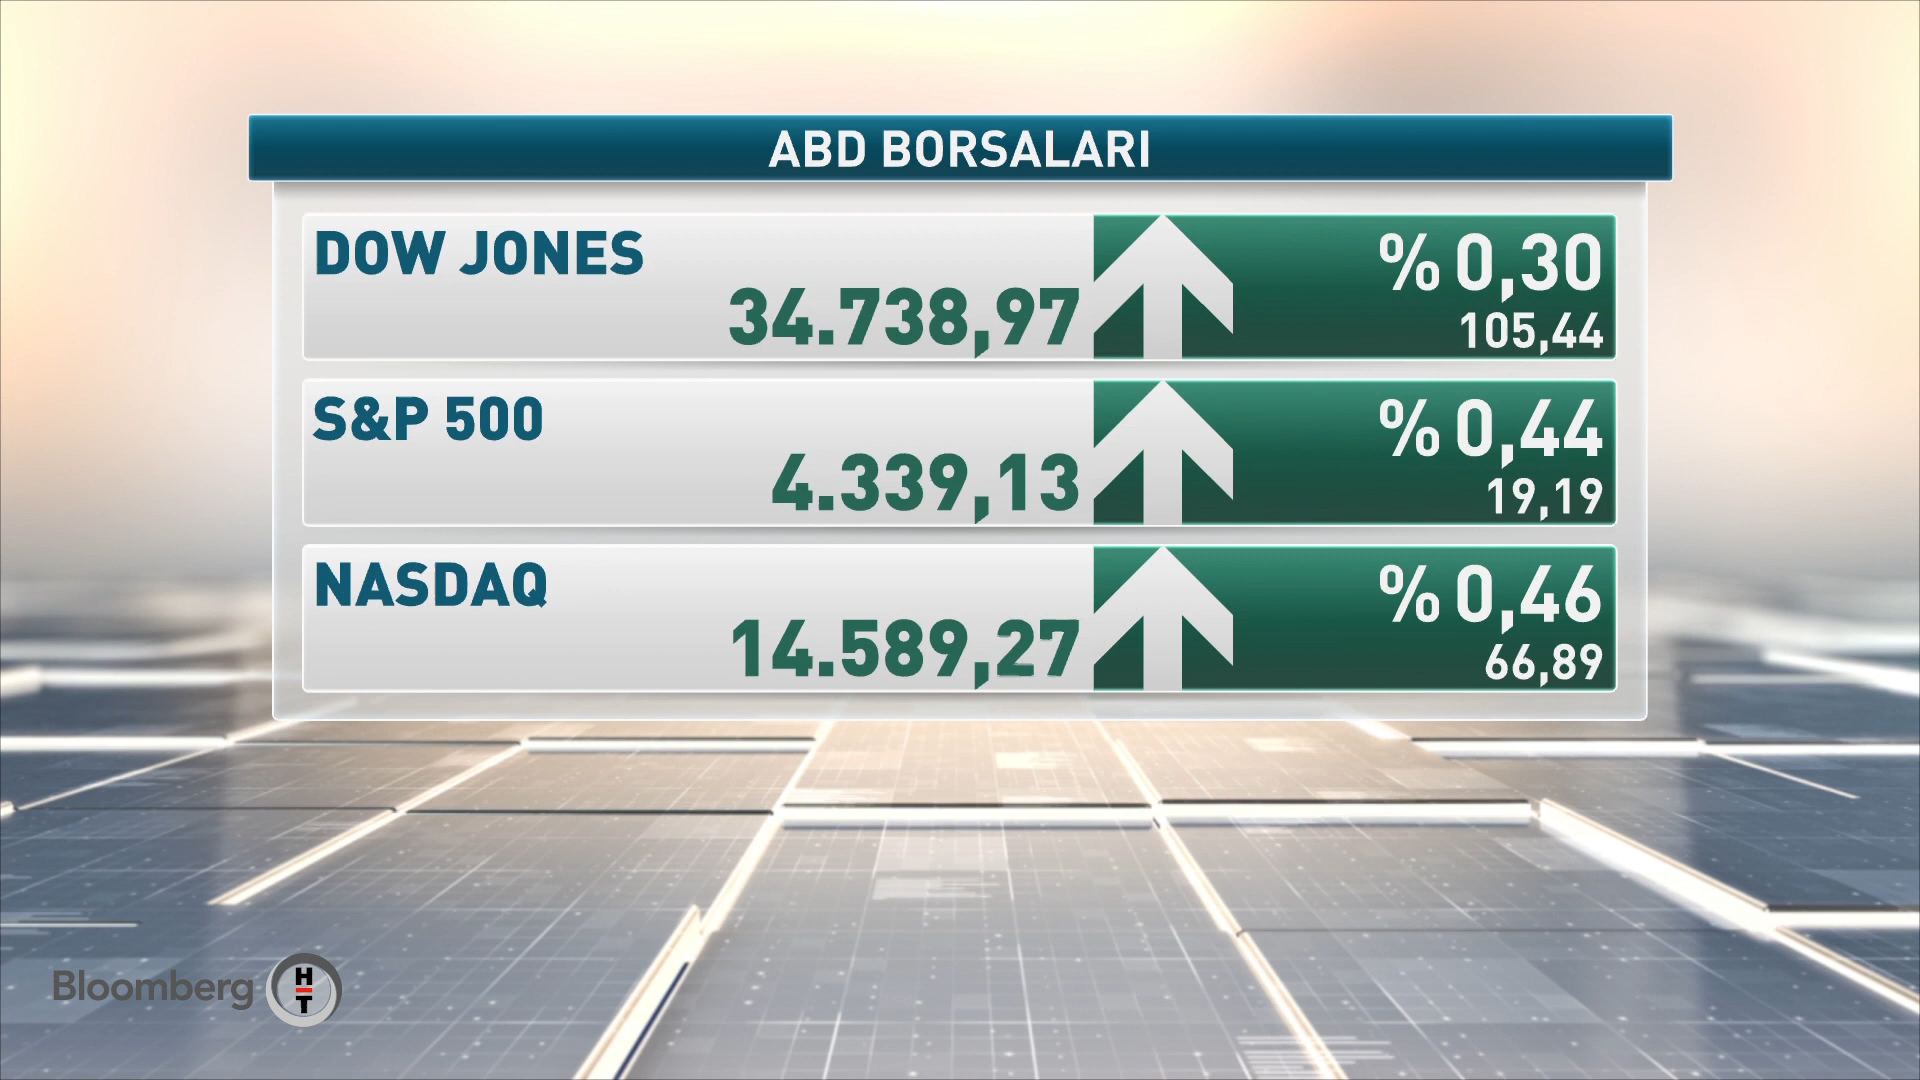 ABD BORSALARI
DOW JONES
34.738,97
% 0,30
105,44
S&P 500
4.339,13
% 0,44
19,19
NASDAQ
14.589,27
% 0,46
66,89
Bloomberg HT